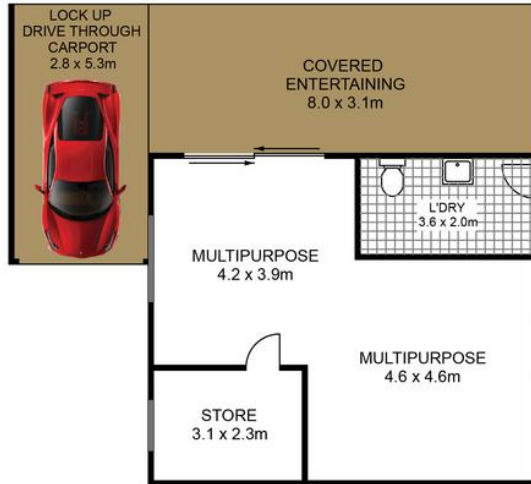 LOCK UP
DRIVE THROUGH
CARPORT
2.8 x 5.3m
COVERED
ENTERTAINING
8.0 x 3.1m
L'DRY
3.6 x 2.0m
MULTIPURPOSE
4.2 x 3.9m
MULTIPURPOSE
4.6 x 4.6m
STORE
3.1 x 2.3m